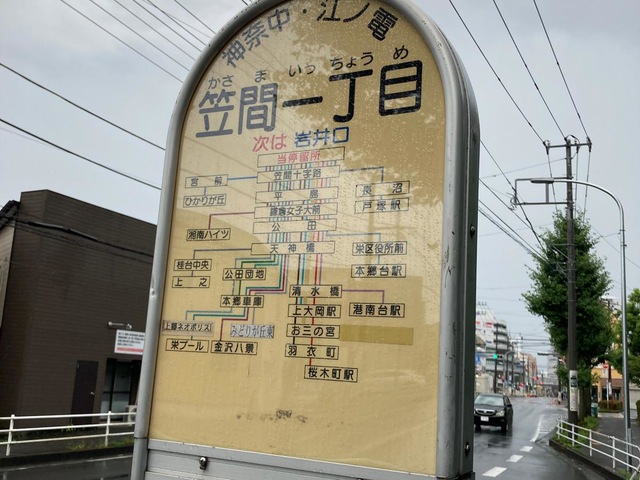 神奈中・江ノ電
かさ ま いっ ちょう め
笠間一丁目
次は 岩井口
当停留所
笠間十字路
宮前
長沼
平島
ひかりが丘
戸塚駅
鎌倉女子大前
公田
湘南ハイツ
天神橋
栄区役所前
桂台中央
公田団地
本郷台駅
上之
清水橋
本郷車庫
上大岡駅
港南台駅
上郷ネオポリス
みどりが丘東
お三の宮
栄プール
金沢八景
羽衣町
桜木町駅